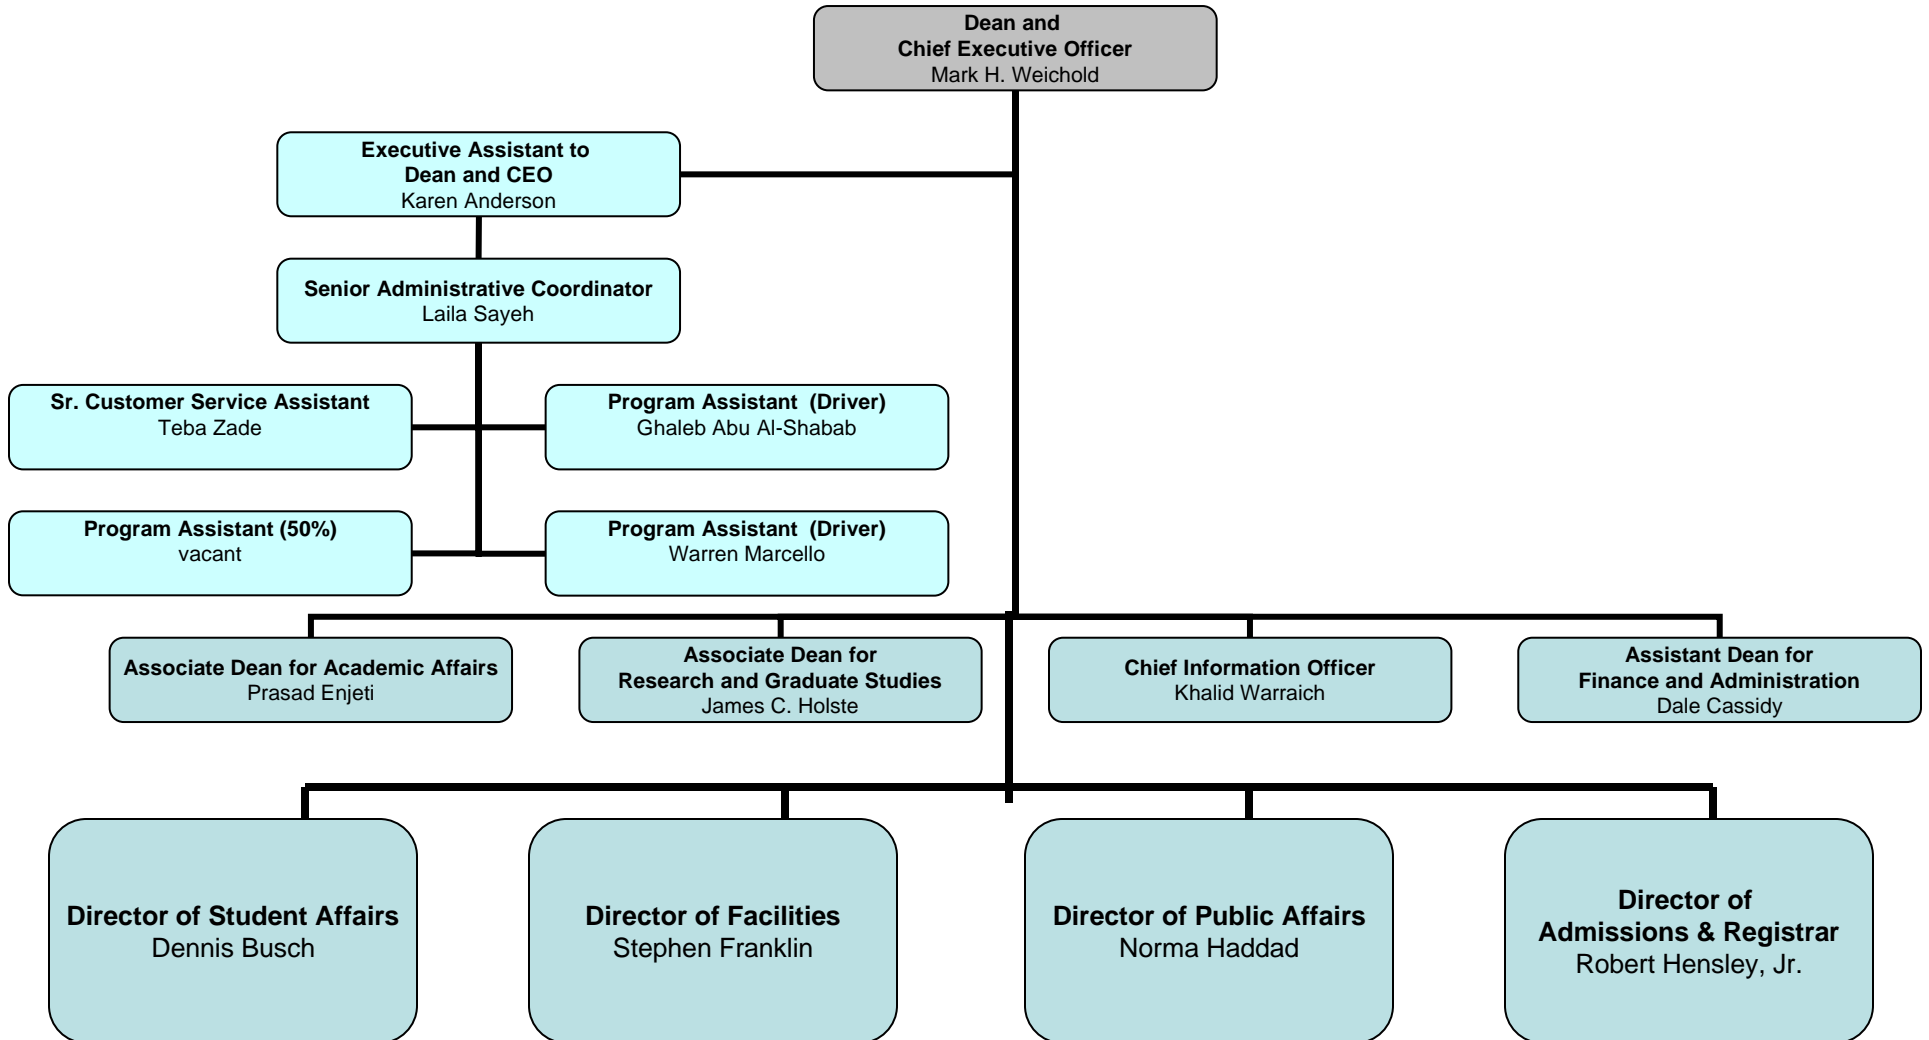 Dean and
Chief Executive Officer
Mark H. Weichold
Executive Assistant to
Dean and CEO
Karen Anderson
Senior Administrative Coordinator
Laila Sayeh
Sr. Customer Service Assistant
Teba Zade
Program Assistant  (Driver)
Ghaleb Abu Al-Shabab
Program Assistant (50%)
vacant
Program Assistant  (Driver)
Warren Marcello
Associate Dean for Academic Affairs
Prasad Enjeti
Associate Dean for
Research and Graduate Studies
James C. Holste
Chief Information Officer
Khalid Warraich
Assistant Dean for
Finance and Administration
Dale Cassidy
Director of Student Affairs
Dennis Busch
Director of Facilities
Stephen Franklin
Director of Public Affairs
Norma Haddad
Director of
Admissions & Registrar
Robert Hensley, Jr.